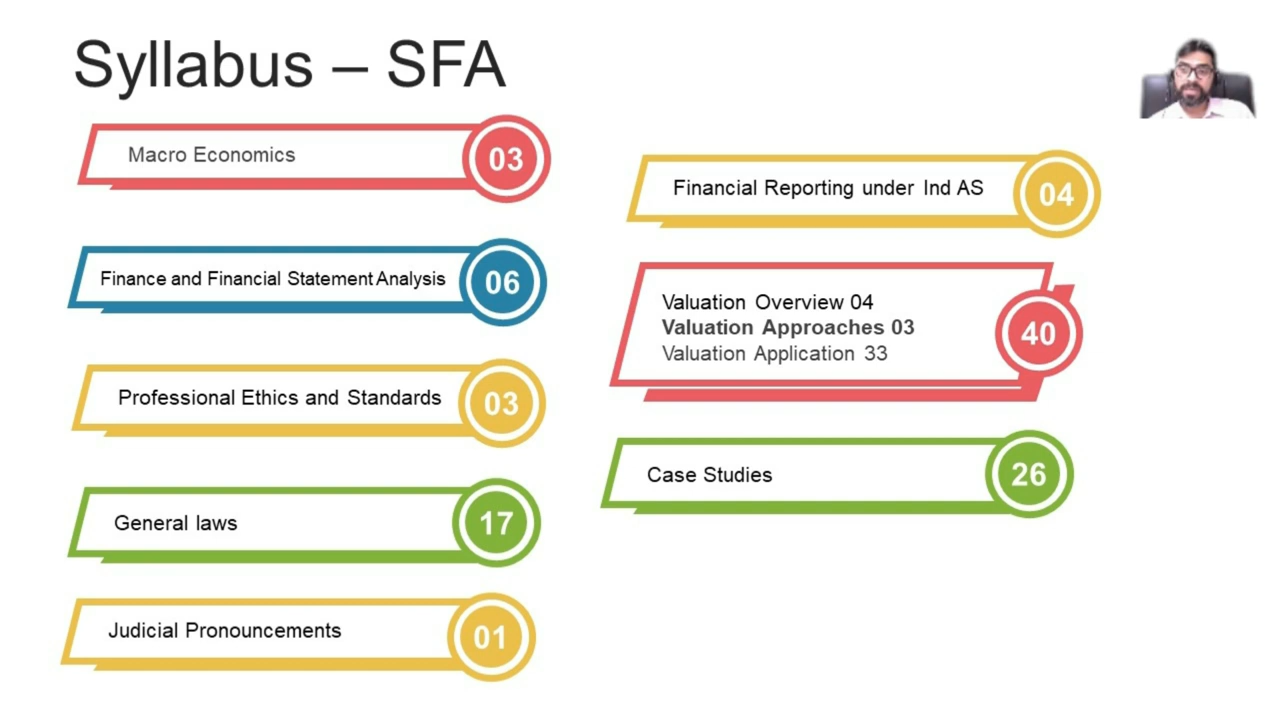 Syllabus – SFA
Macro Economics
03
Finance and Financial Statement Analysis
06
Professional Ethics and Standards
03
General laws
17
Judicial Pronouncements
01
Financial Reporting under Ind AS
04
Valuation Overview 04
Valuation Approaches 03
Valuation Application 33
40
Case Studies
26